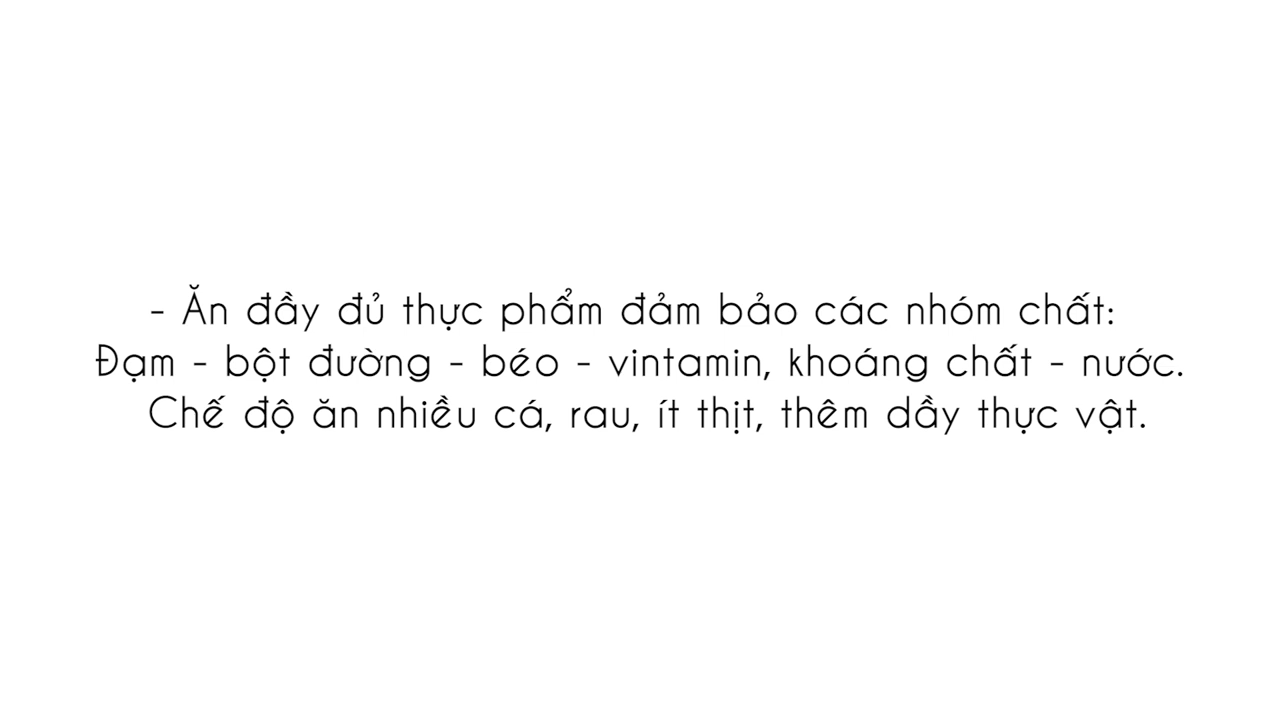 - Ăn đầy đủ thực phẩm đảm bảo các nhóm chất:
Đạm - bột đường - béo - vintamin, khoáng chất - nước.
Chế độ ăn nhiều cá, rau, ít thịt, thêm dầy thực vật.